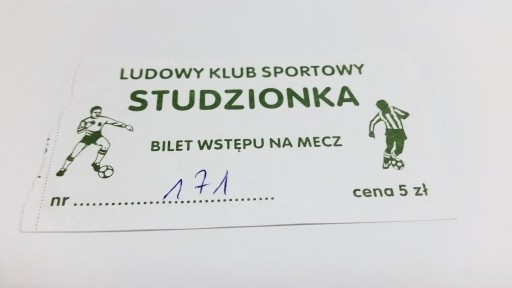 LUDOWY KLUB SPORTOWY
STUDZIONKA
BILET WSTĘPU NA MECZ
nr 171 cena 5 zł